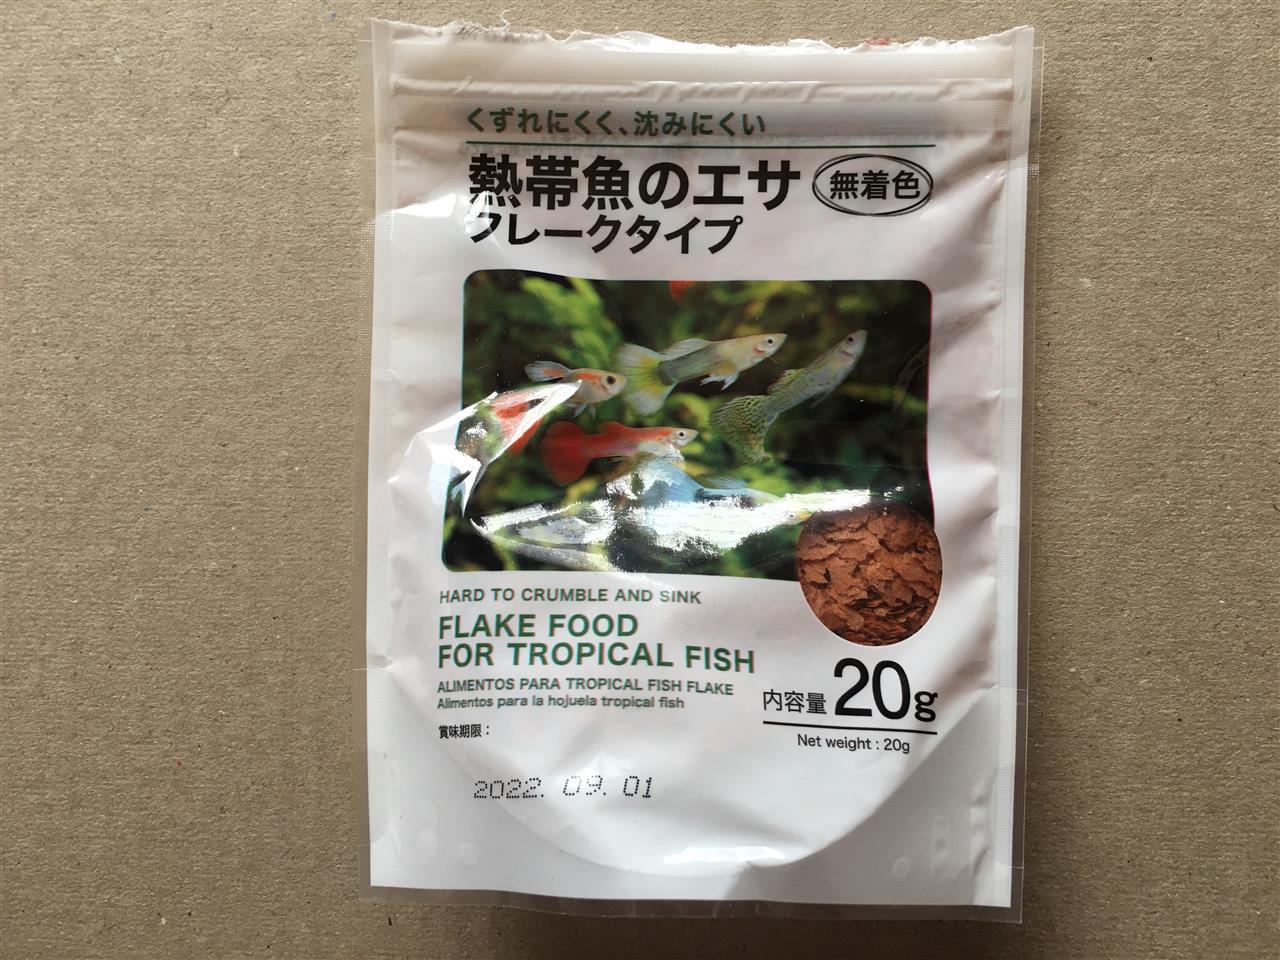 くずれにくく、沈みにくい
熱帯魚のエサ 無着色
フレークタイプ
HARD TO CRUMBLE AND SINK
FLAKE FOOD
FOR TROPICAL FISH
ALIMENTOS PARA TROPICAL FISH FLAKE
Alimentos para la hojuela tropical fish
内容量 20g
Net weight : 20g
賞味期限：
2022. 09. 01